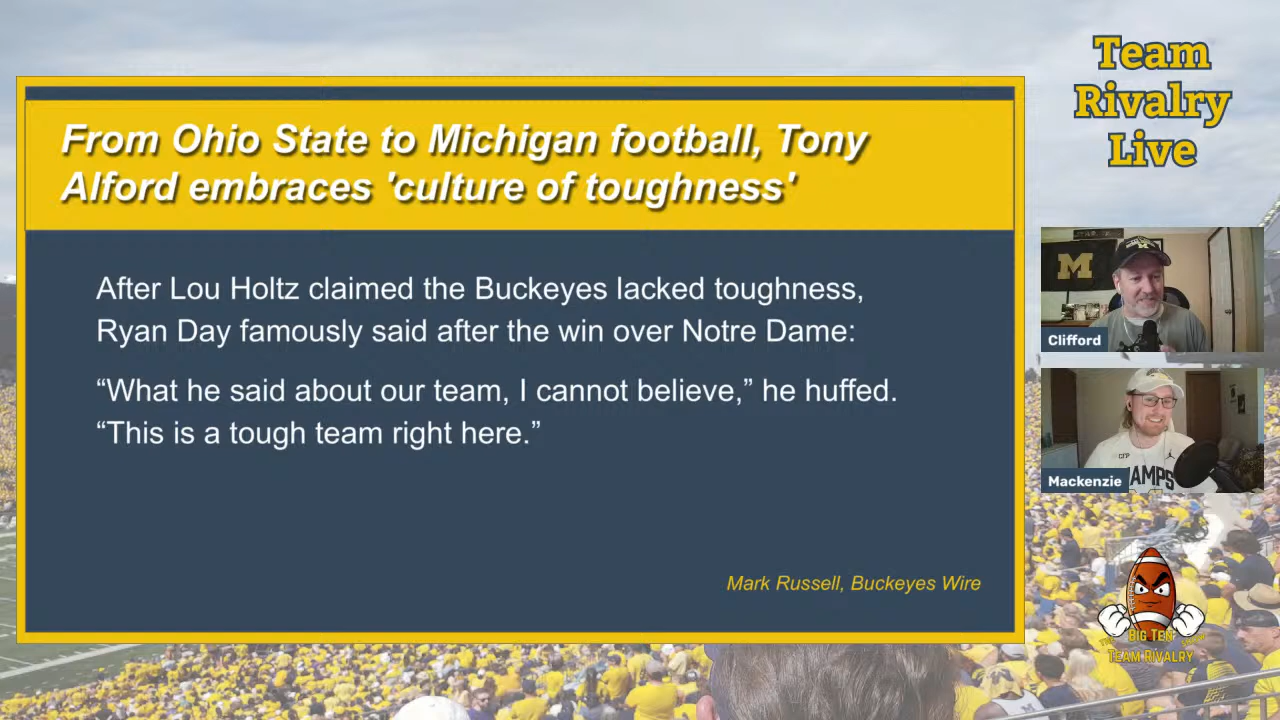 Team
Rivalry
Live
From Ohio State to Michigan football, Tony
Alford embraces 'culture of toughness'
After Lou Holtz claimed the Buckeyes lacked toughness,
Ryan Day famously said after the win over Notre Dame:
“What he said about our team, I cannot believe,” he huffed.
“This is a tough team right here.”
Mark Russell, Buckeyes Wire
M
Clifford
CFP
Mackenzie
BIG TEN
TEAM RIVALRY